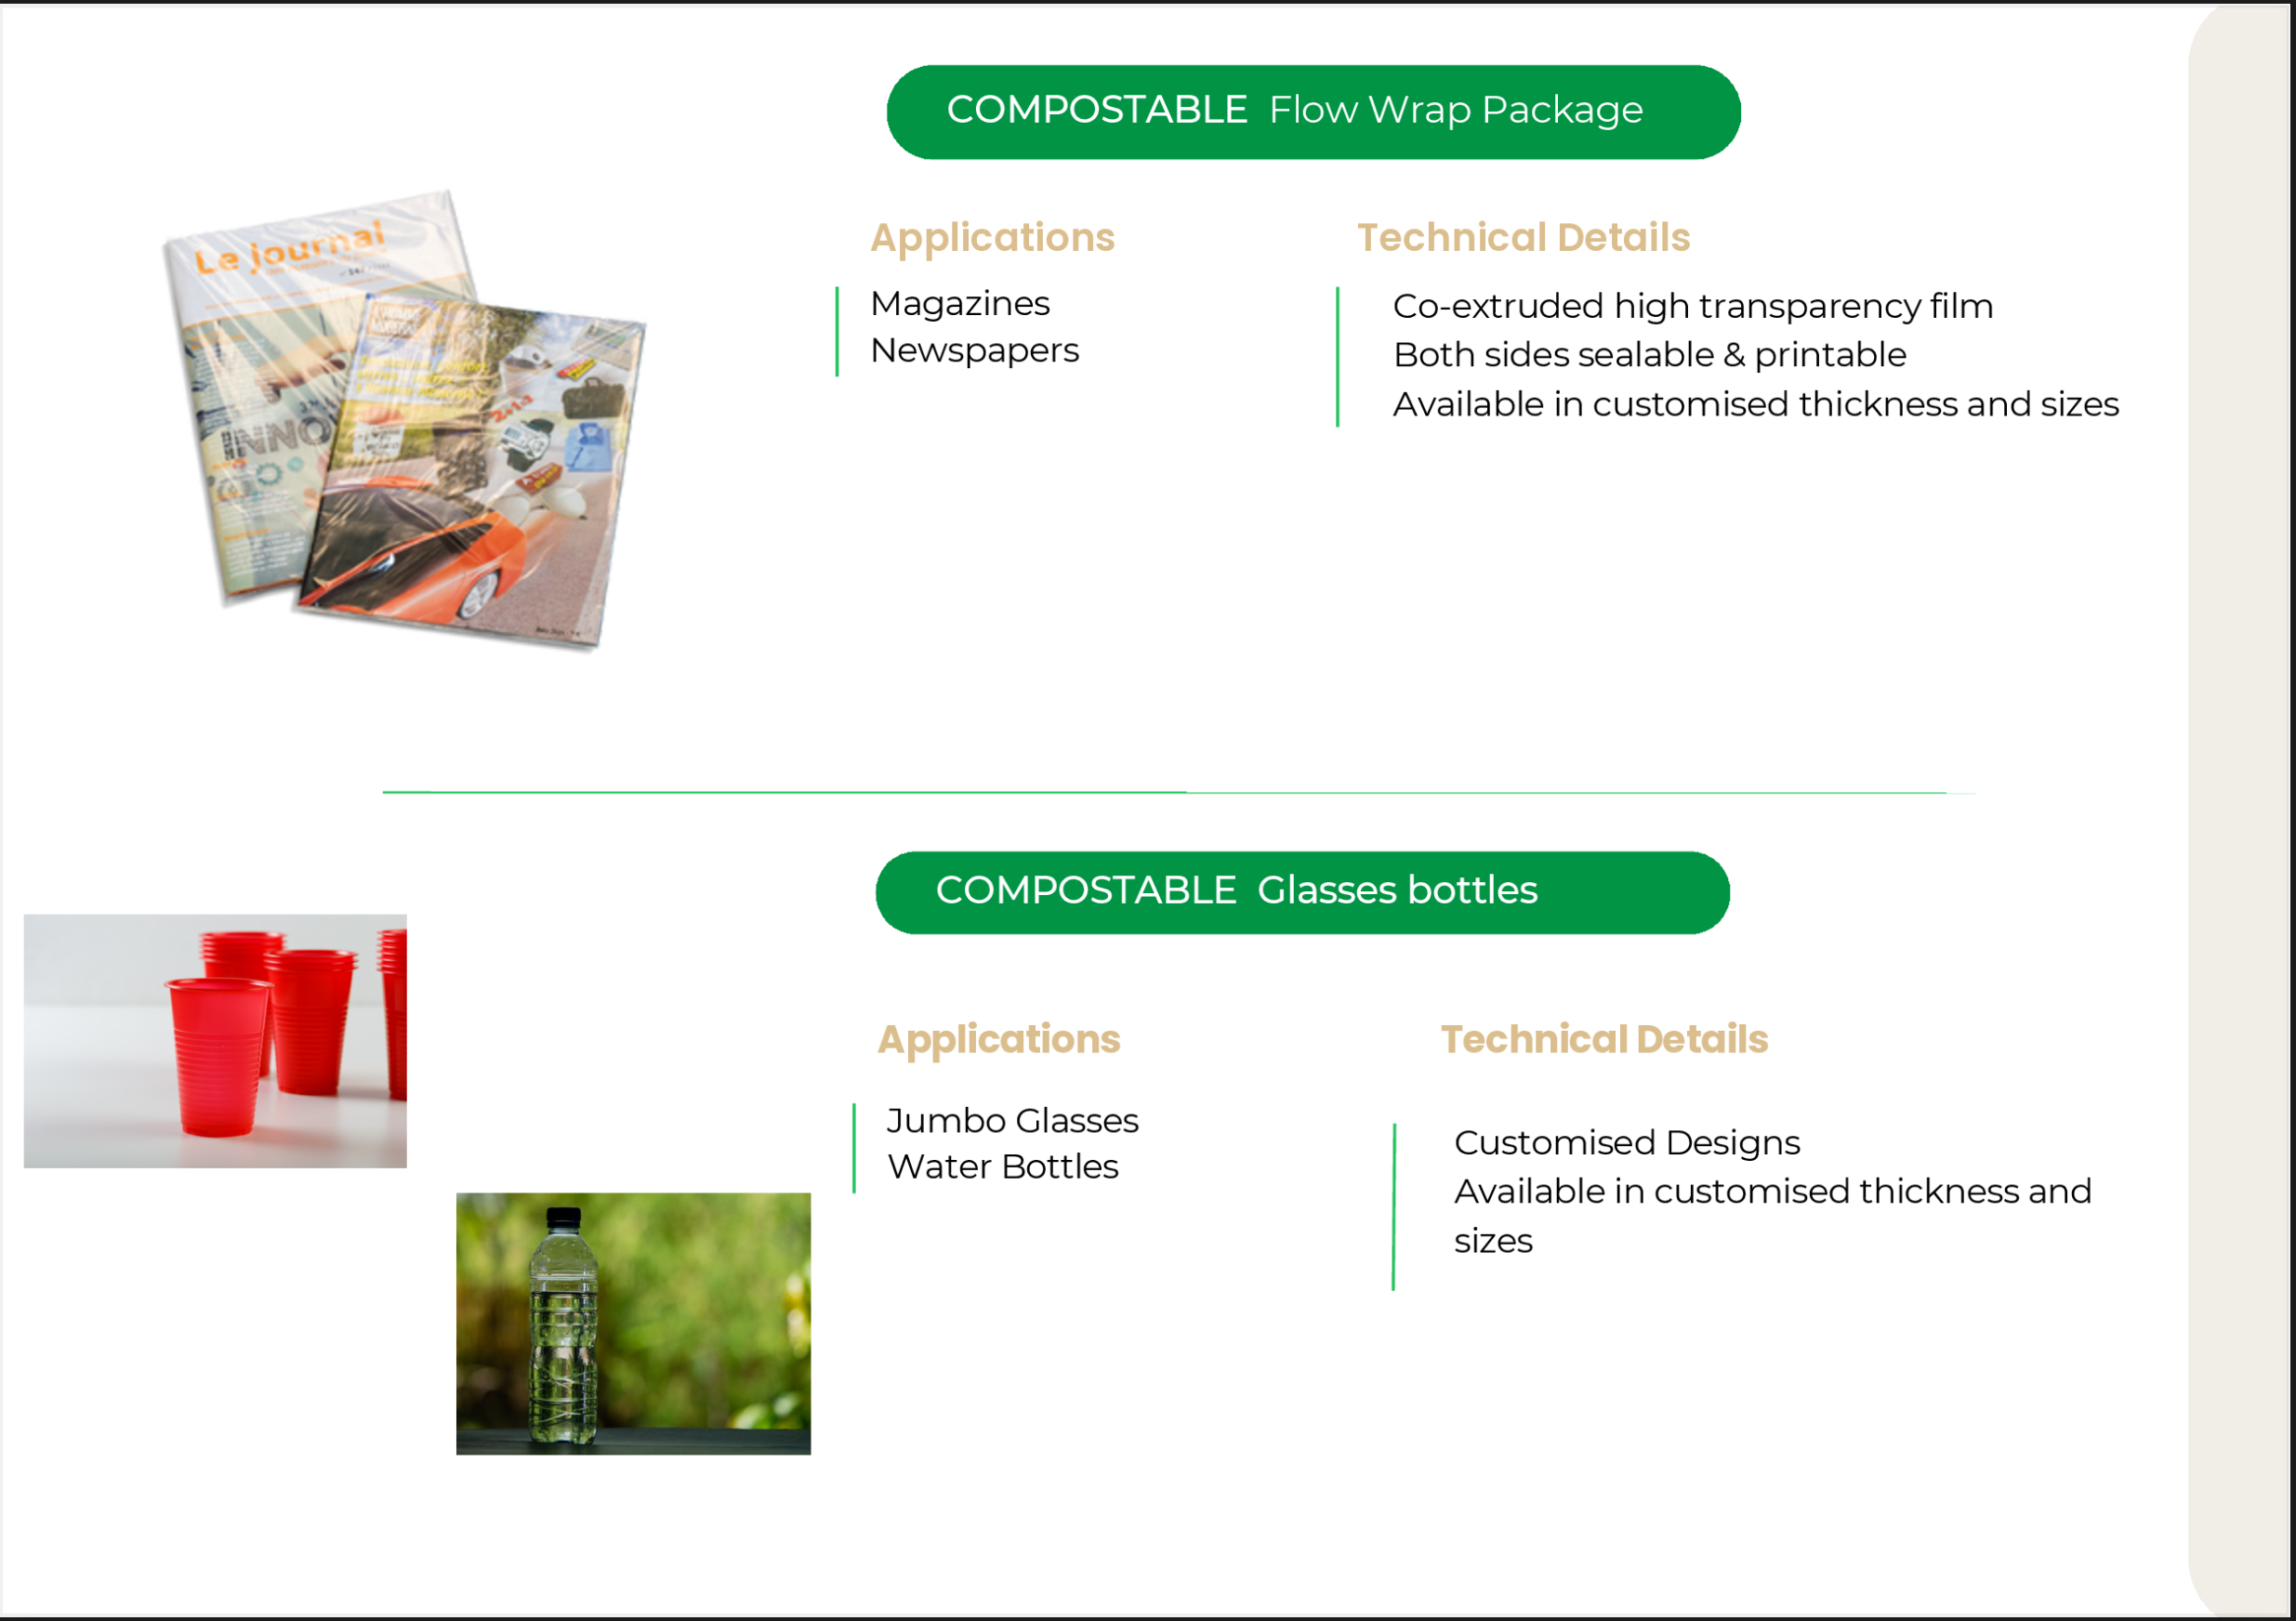 COMPOSTABLE Flow Wrap Package
Le journal
INNO
Applications
Magazines
Newspapers
Technical Details
Co-extruded high transparency film
Both sides sealable & printable
Available in customised thickness and sizes
COMPOSTABLE Glasses bottles
Applications
Jumbo Glasses
Water Bottles
Technical Details
Customised Designs
Available in customised thickness and
sizes